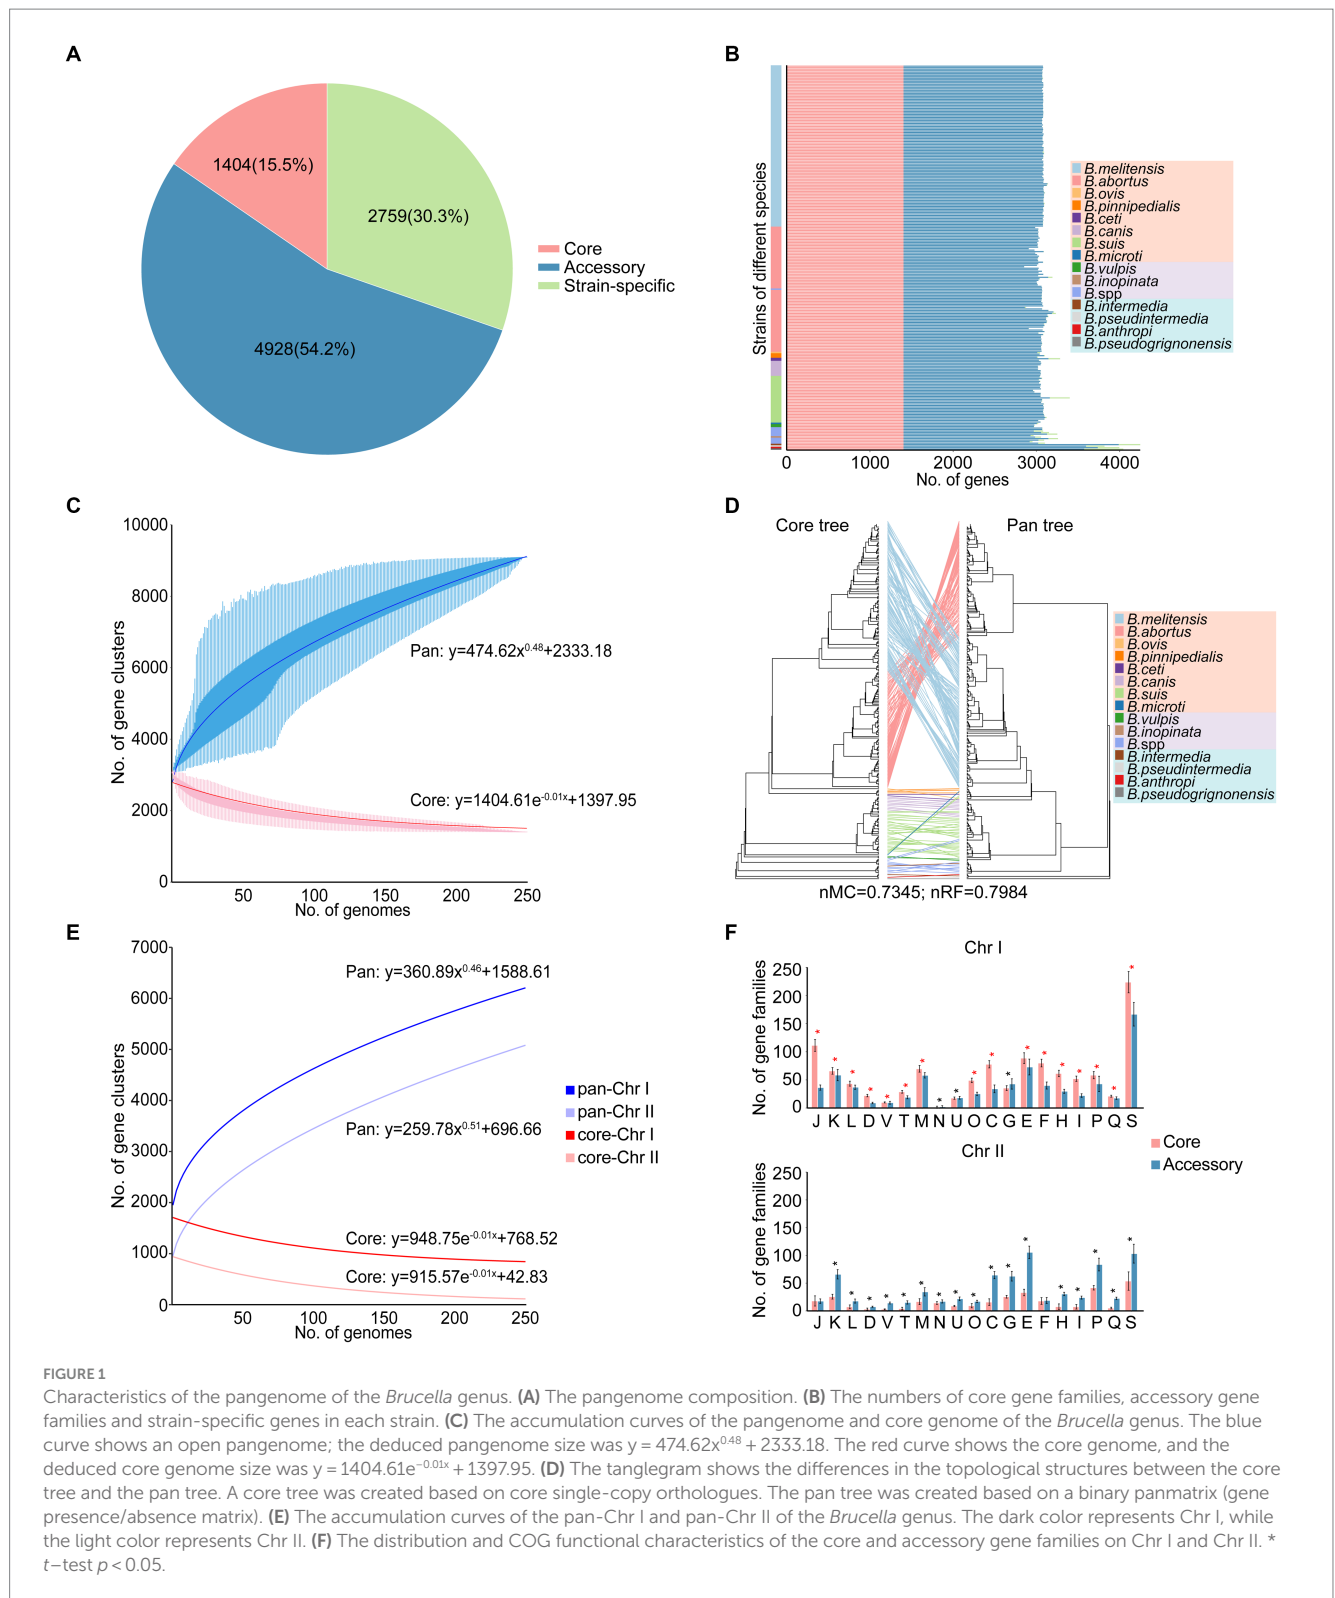 A
1404(15.5%)
2759(30.3%)
4928(54.2%)
Core
Accessory
Strain-specific
B
Strains of different species
0 1000 2000 3000 4000
No. of genes
B.melitensis
B.abortus
B.ovis
B.pinnipedialis
B.ceti
B.canis
B.suis
B.microti
B.vulpis
B.inopinata
B.spp
B.intermedia
B.pseudintermedia
B.anthropi
B.pseudogrignonensis
C
No. of gene clusters
10000
8000
6000
4000
2000
0
Pan: y=474.62x^0.48+2333.18
Core: y=1404.61e^-0.01x+1397.95
50 100 150 200 250
No. of genomes
D
Core tree Pan tree
nMC=0.7345; nRF=0.7984
B.melitensis
B.abortus
B.ovis
B.pinnipedialis
B.ceti
B.canis
B.suis
B.microti
B.vulpis
B.inopinata
B.spp
B.intermedia
B.pseudintermedia
B.anthropi
B.pseudogrignonensis
E
No. of gene clusters
7000
6000
5000
4000
3000
2000
1000
0
Pan: y=360.89x^0.46+1588.61
Pan: y=259.78x^0.51+696.66
Core: y=948.75e^-0.01x+768.52
Core: y=915.57e^-0.01x+42.83
50 100 150 200 250
No. of genomes
pan-Chr I
pan-Chr II
core-Chr I
core-Chr II
F
Chr I
No. of gene families
250
200
150
100
50
0
* * * * * * * * * * * * * * * * * *
J K L D V T M N U O C G E F H I P Q S
Chr II
No. of gene families
250
200
150
100
50
0
* * * * * * * * * * * * * * * * *
J K L D V T M N U O C G E F H I P Q S
Core
Accessory
FIGURE 1
Characteristics of the pangenome of the Brucella genus. (A) The pangenome composition. (B) The numbers of core gene families, accessory gene
families and strain-specific genes in each strain. (C) The accumulation curves of the pangenome and core genome of the Brucella genus. The blue
curve shows an open pangenome; the deduced pangenome size was y = 474.62x^0.48 + 2333.18. The red curve shows the core genome, and the
deduced core genome size was y = 1404.61e^−0.01x + 1397.95. (D) The tanglegram shows the differences in the topological structures between the core
tree and the pan tree. A core tree was created based on core single-copy orthologues. The pan tree was created based on a binary panmatrix (gene
presence/absence matrix). (E) The accumulation curves of the pan-Chr I and pan-Chr II of the Brucella genus. The dark color represents Chr I, while
the light color represents Chr II. (F) The distribution and COG functional characteristics of the core and accessory gene families on Chr I and Chr II. *
t–test p < 0.05.